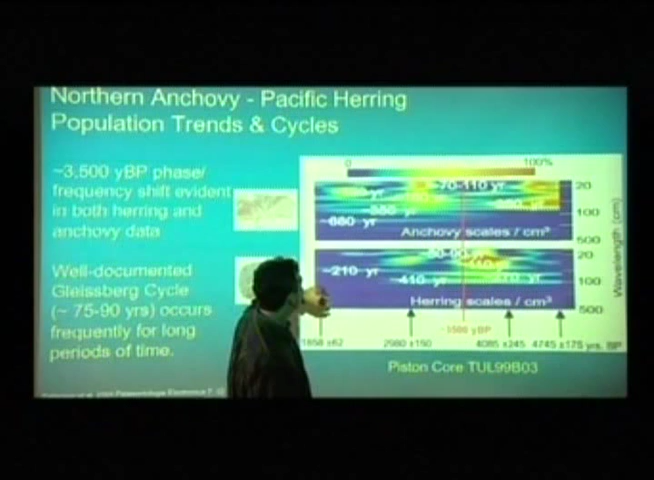 Northern Anchovy - Pacific Herring
Population Trends & Cycles
~3,500 yBP phase/
frequency shift evident
in both herring and
anchovy data
Well-documented
Gleissberg Cycle
(~ 75-90 yrs) occurs
frequently for long
periods of time.
0 100%
~70-110 yr
~660 yr
Anchovy scales / cm³
20
100
500
~210 yr
~410 yr
Herring scales / cm³
20
100
500
Wavelength (cm)
~3500 yBP
1858 ±62 2980 ±150 4085 ±245 4745 ±175 yrs. BP
Piston Core TUL99B03